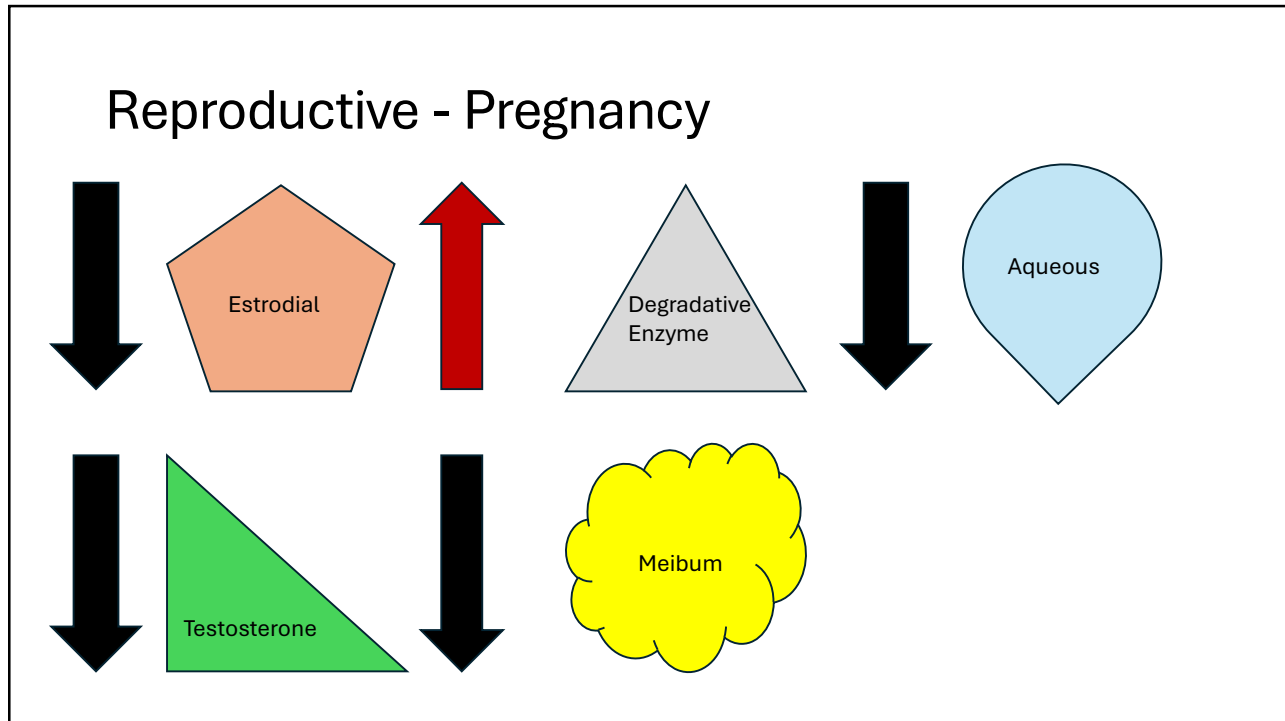 Reproductive - Pregnancy
Estrodial
Degradative
Enzyme
Aqueous
Testosterone
Meibum